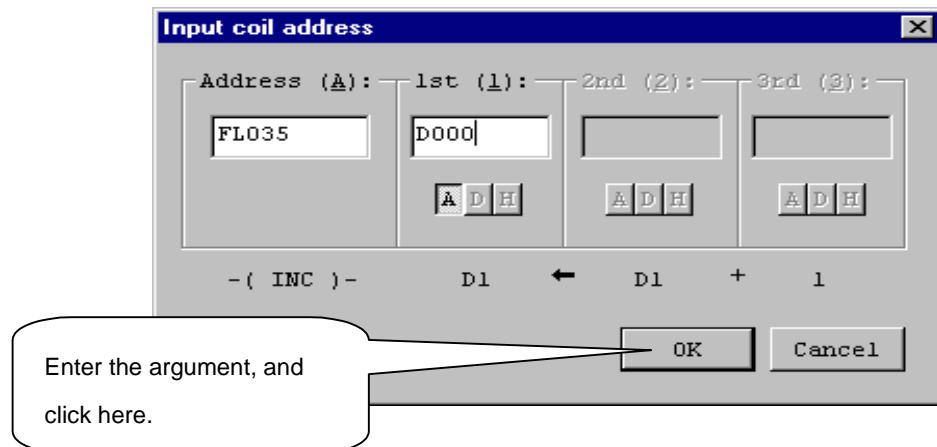 Input coil address
Address (A): 1st (1): 2nd (2): 3rd (3):
FL035 D000
A D H A D H A D H
-( INC )- D1 ← D1 + 1
OK Cancel
Enter the argument, and
click here.